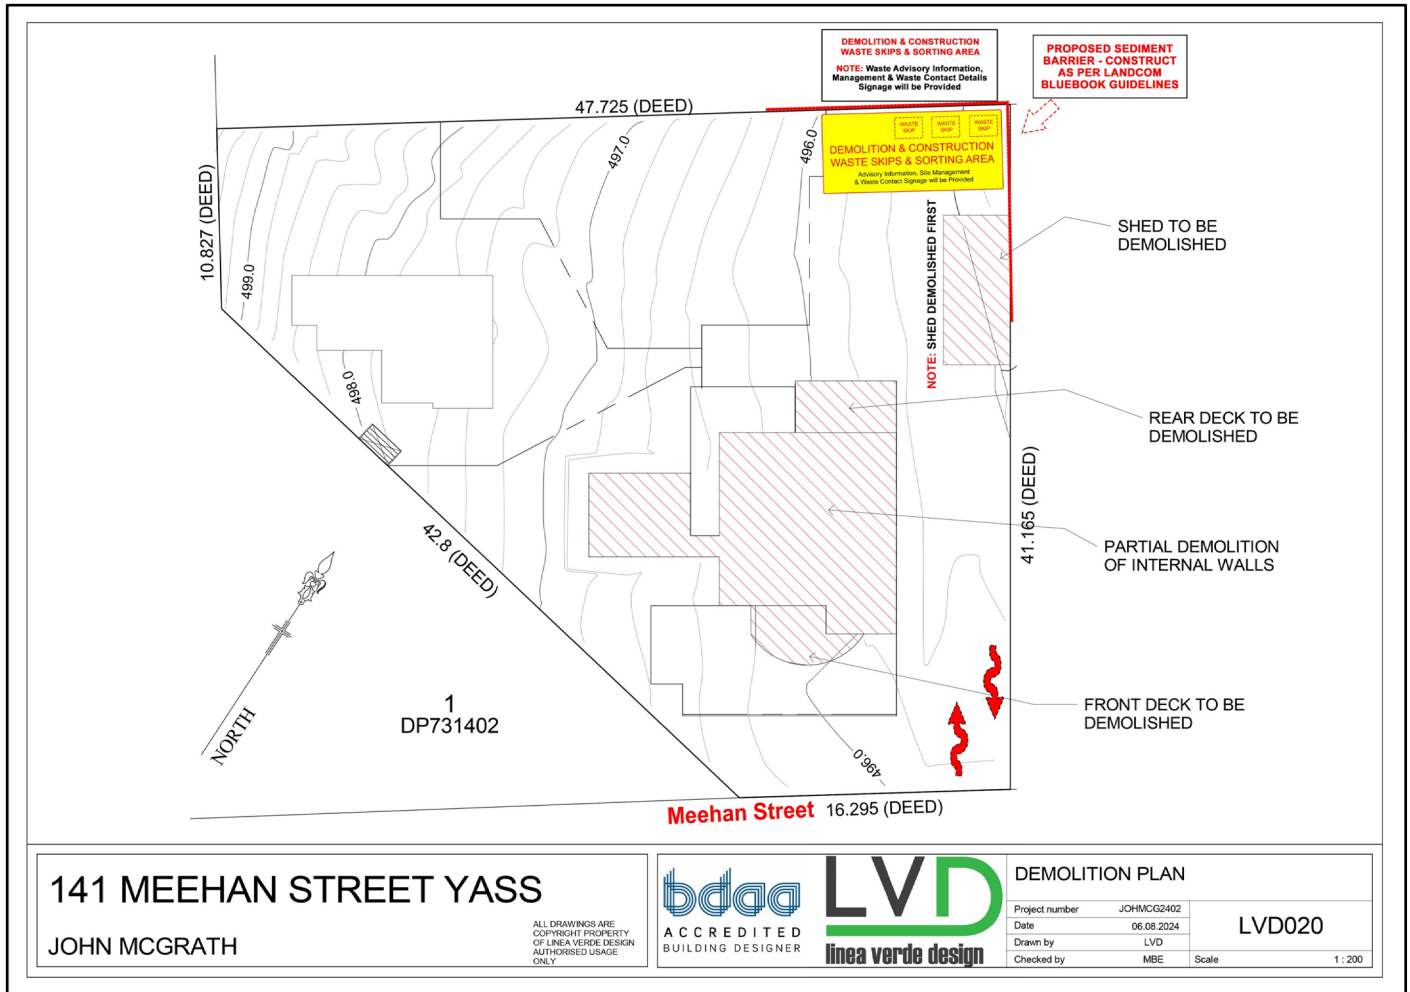 DEMOLITION & CONSTRUCTION
WASTE SKIPS & SORTING AREA
NOTE: Waste Advisory Information,
Management & Waste Contact Details
Signage will be Provided
PROPOSED SEDIMENT
BARRIER - CONSTRUCT
AS PER LANDCOM
BLUEBOOK GUIDELINES
47.725 (DEED)
WASTE
SKIP
WASTE
SKIP
WASTE
SKIP
DEMOLITION & CONSTRUCTION
WASTE SKIPS & SORTING AREA
Advisory Information, Site Management
& Waste Contact Signage will be Provided
497.0
496.0
10.827 (DEED)
499.0
NOTE: SHED DEMOLISHED FIRST
SHED TO BE
DEMOLISHED
498.0
REAR DECK TO BE
DEMOLISHED
41.165 (DEED)
42.8 (DEED)
PARTIAL DEMOLITION
OF INTERNAL WALLS
NORTH
1
DP731402
FRONT DECK TO BE
DEMOLISHED
496.0
Meehan Street 16.295 (DEED)
141 MEEHAN STREET YASS
JOHN MCGRATH
ALL DRAWINGS ARE
COPYRIGHT PROPERTY
OF LINEA VERDE DESIGN
AUTHORISED USAGE
ONLY
bdaa
ACCREDITED
BUILDING DESIGNER
LVD
linea verde design
DEMOLITION PLAN
Project number JOHMCG2402
Date 06.08.2024
Drawn by LVD
Checked by MBE
LVD020
Scale 1 : 200